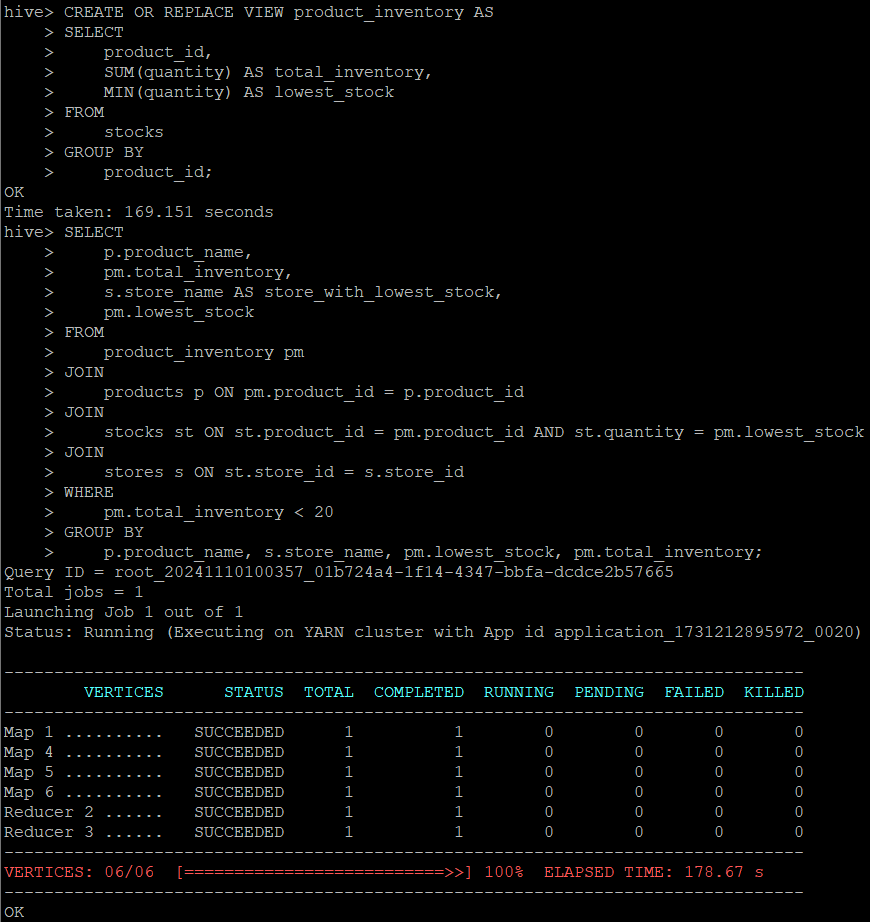 hive> CREATE OR REPLACE VIEW product_inventory AS
    > SELECT
    >     product_id,
    >     SUM(quantity) AS total_inventory,
    >     MIN(quantity) AS lowest_stock
    > FROM
    >     stocks
    > GROUP BY
    >     product_id;
OK
Time taken: 169.151 seconds
hive> SELECT
    >     p.product_name,
    >     pm.total_inventory,
    >     s.store_name AS store_with_lowest_stock,
    >     pm.lowest_stock
    > FROM
    >     product_inventory pm
    > JOIN
    >     products p ON pm.product_id = p.product_id
    > JOIN
    >     stocks st ON st.product_id = pm.product_id AND st.quantity = pm.lowest_stock
    > JOIN
    >     stores s ON st.store_id = s.store_id
    > WHERE
    >     pm.total_inventory < 20
    > GROUP BY
    >     p.product_name, s.store_name, pm.lowest_stock, pm.total_inventory;
Query ID = root_20241110100357_01b724a4-1f14-4347-bbfa-dcdce2b57665
Total jobs = 1
Launching Job 1 out of 1
Status: Running (Executing on YARN cluster with App id application_1731212895972_0020)

--------------------------------------------------------------------------------
        VERTICES      STATUS  TOTAL  COMPLETED  RUNNING  PENDING  FAILED  KILLED
--------------------------------------------------------------------------------
Map 1 ..........   SUCCEEDED      1          1        0        0       0       0
Map 4 ..........   SUCCEEDED      1          1        0        0       0       0
Map 5 ..........   SUCCEEDED      1          1        0        0       0       0
Map 6 ..........   SUCCEEDED      1          1        0        0       0       0
Reducer 2 ......   SUCCEEDED      1          1        0        0       0       0
Reducer 3 ......   SUCCEEDED      1          1        0        0       0       0
--------------------------------------------------------------------------------
VERTICES: 06/06  [==========================>>] 100%  ELAPSED TIME: 178.67 s
--------------------------------------------------------------------------------
OK